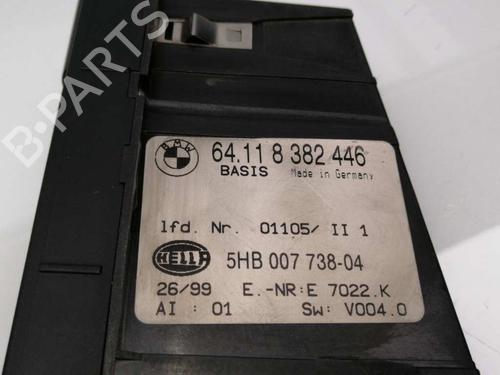 B-PARTS
BMW
64.11 8 382 446
BASIS Made in Germany
lfd. Nr. 01105/ II 1
HELLA
5HB 007 738-04
26/99 E.-NR:E 7022.K
AI : 01 Sw: V004.0